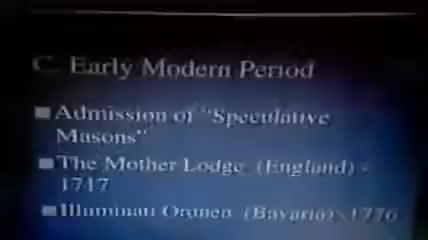 C. Early Modern Period
Admission of "Speculative
Masons"
The Mother Lodge (England) -
1717
Illuminati (Bavaria) 1776